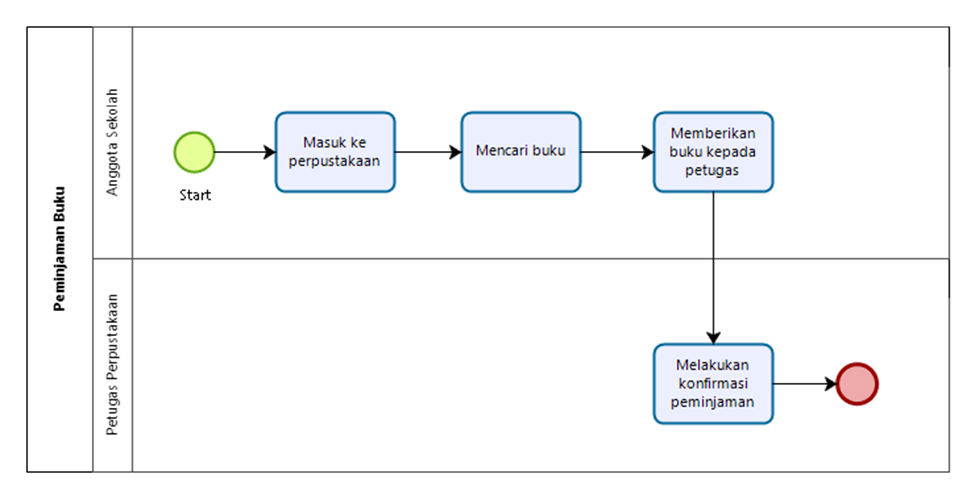 Peminjaman Buku
Anggota Sekolah
Start
Masuk ke
perpustakaan
Mencari buku
Memberikan
buku kepada
petugas
Petugas Perpustakaan
Melakukan
konfirmasi
peminjaman